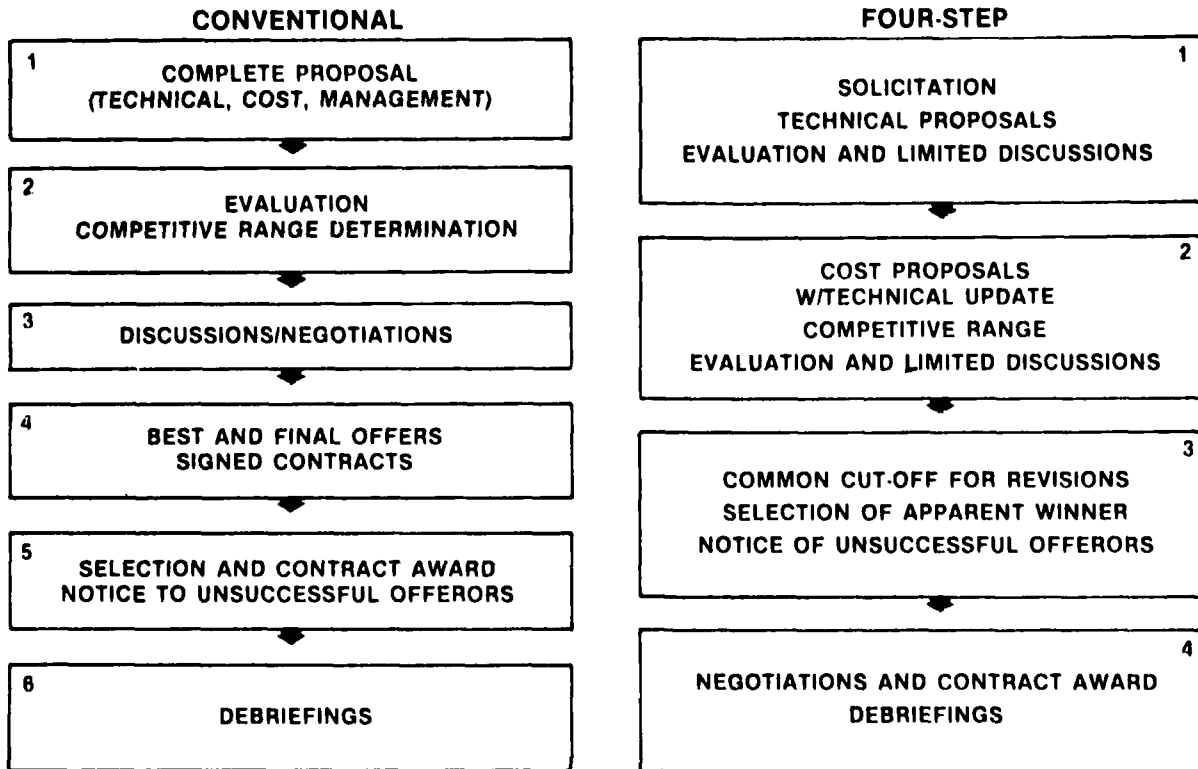 CONVENTIONAL
1
COMPLETE PROPOSAL
(TECHNICAL, COST, MANAGEMENT)
2
EVALUATION
COMPETITIVE RANGE DETERMINATION
3
DISCUSSIONS/NEGOTIATIONS
4
BEST AND FINAL OFFERS
SIGNED CONTRACTS
5
SELECTION AND CONTRACT AWARD
NOTICE TO UNSUCCESSFUL OFFERORS
6
DEBRIEFINGS
FOUR-STEP
1
SOLICITATION
TECHNICAL PROPOSALS
EVALUATION AND LIMITED DISCUSSIONS
2
COST PROPOSALS
W/TECHNICAL UPDATE
COMPETITIVE RANGE
EVALUATION AND LIMITED DISCUSSIONS
3
COMMON CUT-OFF FOR REVISIONS
SELECTION OF APPARENT WINNER
NOTICE OF UNSUCCESSFUL OFFERORS
4
NEGOTIATIONS AND CONTRACT AWARD
DEBRIEFINGS